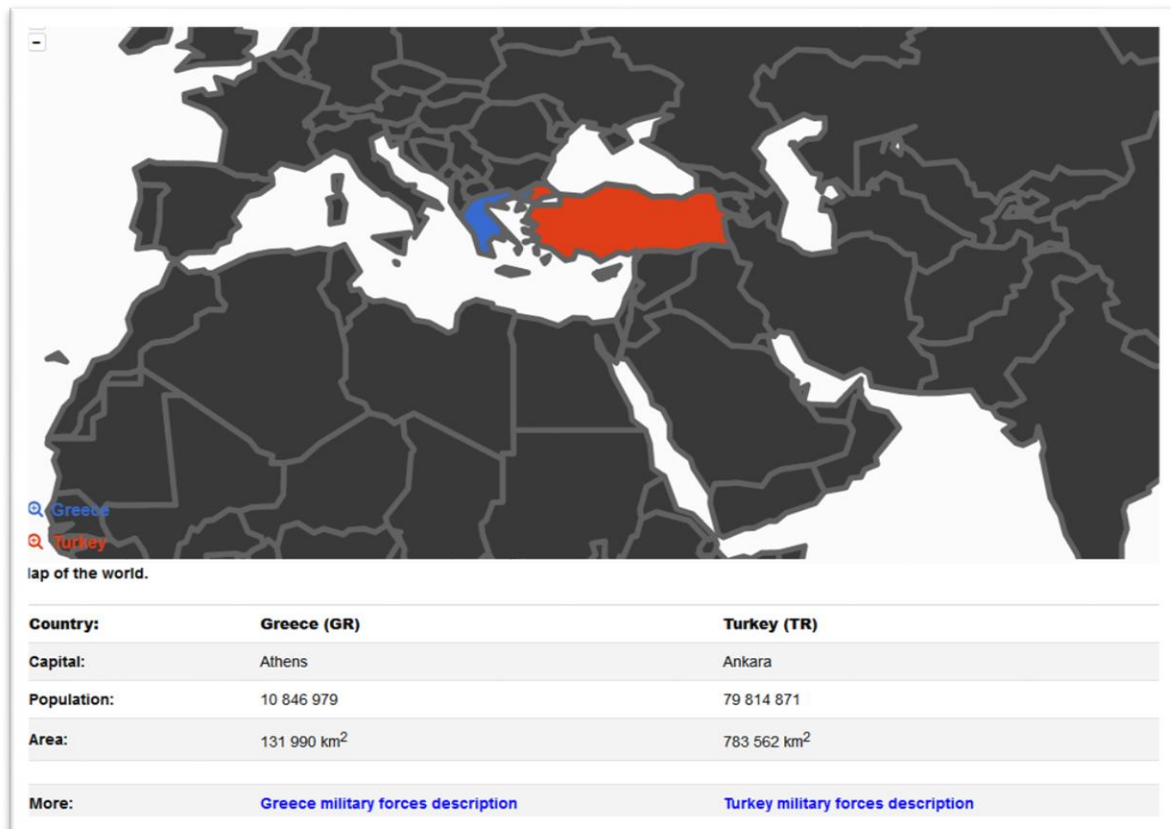 -
Greece
Turkey
lap of the world.
Country: Greece (GR) Turkey (TR)
Capital: Athens Ankara
Population: 10 846 979 79 814 871
Area: 131 990 km² 783 562 km²
More: Greece military forces description Turkey military forces description